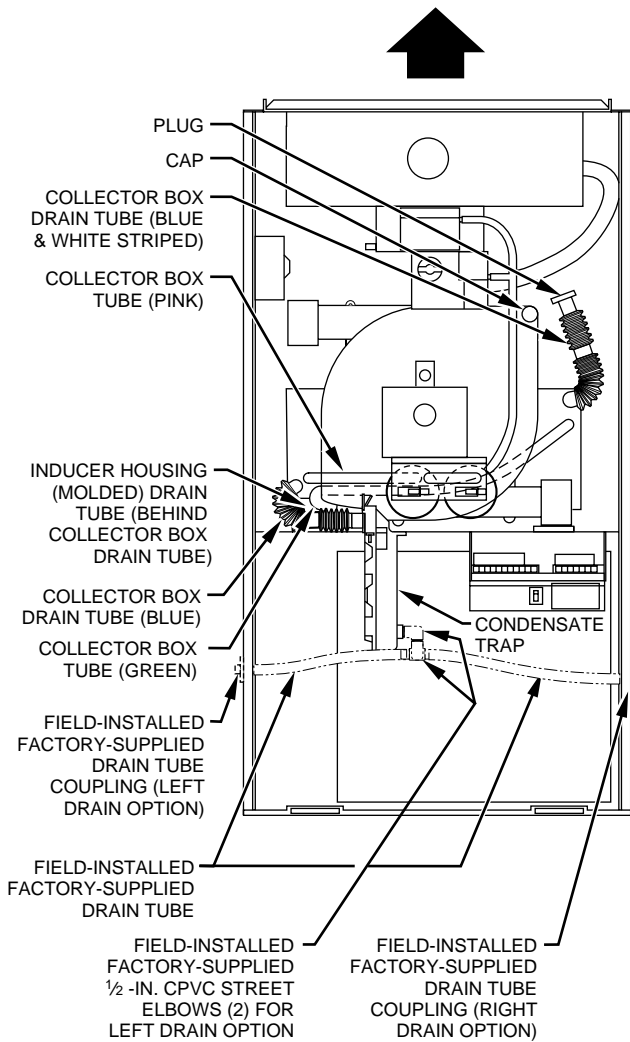 PLUG
CAP
COLLECTOR BOX
DRAIN TUBE (BLUE
& WHITE STRIPED)
COLLECTOR BOX
TUBE (PINK)
INDUCER HOUSING
(MOLDED) DRAIN
TUBE (BEHIND
COLLECTOR BOX
DRAIN TUBE)
COLLECTOR BOX
DRAIN TUBE (BLUE)
COLLECTOR BOX
TUBE (GREEN)
CONDENSATE
TRAP
FIELD-INSTALLED
FACTORY-SUPPLIED
DRAIN TUBE
COUPLING (LEFT
DRAIN OPTION)
FIELD-INSTALLED
FACTORY-SUPPLIED
DRAIN TUBE
FIELD-INSTALLED
FACTORY-SUPPLIED
½ -IN. CPVC STREET
ELBOWS (2) FOR
LEFT DRAIN OPTION
FIELD-INSTALLED
FACTORY-SUPPLIED
DRAIN TUBE
COUPLING (RIGHT
DRAIN OPTION)